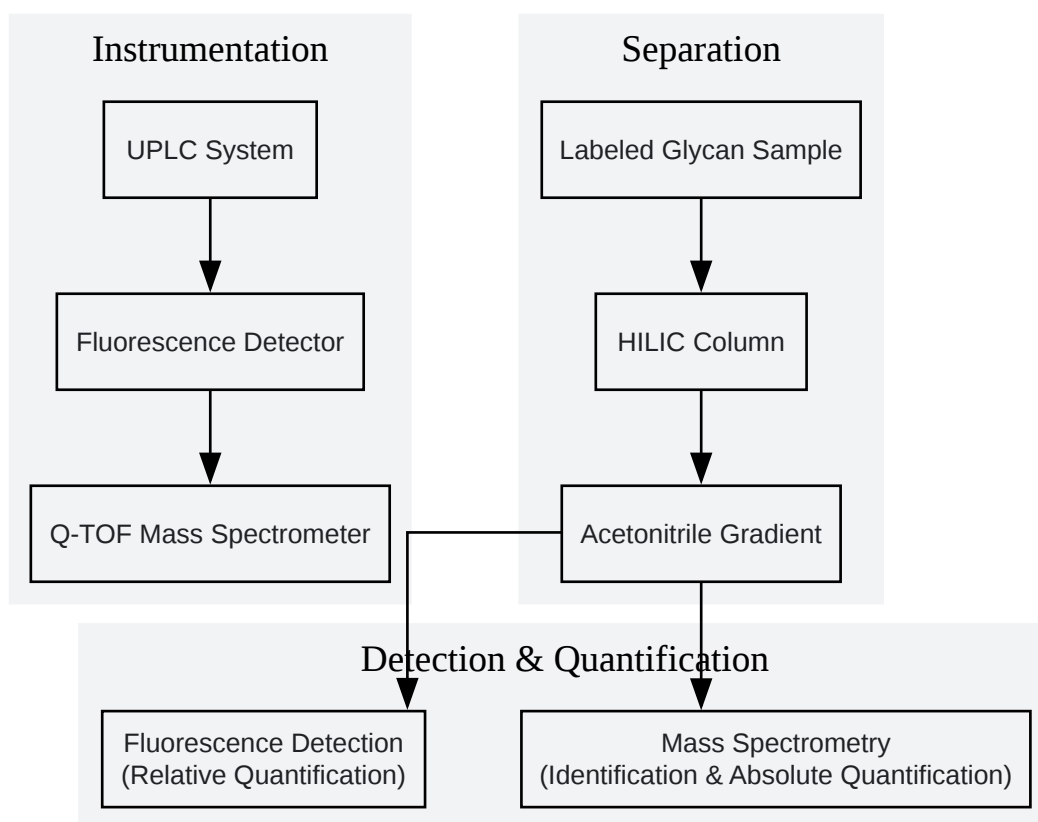 Instrumentation
UPLC System
Fluorescence Detector
Q-TOF Mass Spectrometer
Separation
Labeled Glycan Sample
HILIC Column
Acetonitrile Gradient
Detection & Quantification
Fluorescence Detection
(Relative Quantification)
Mass Spectrometry
(Identification & Absolute Quantification)